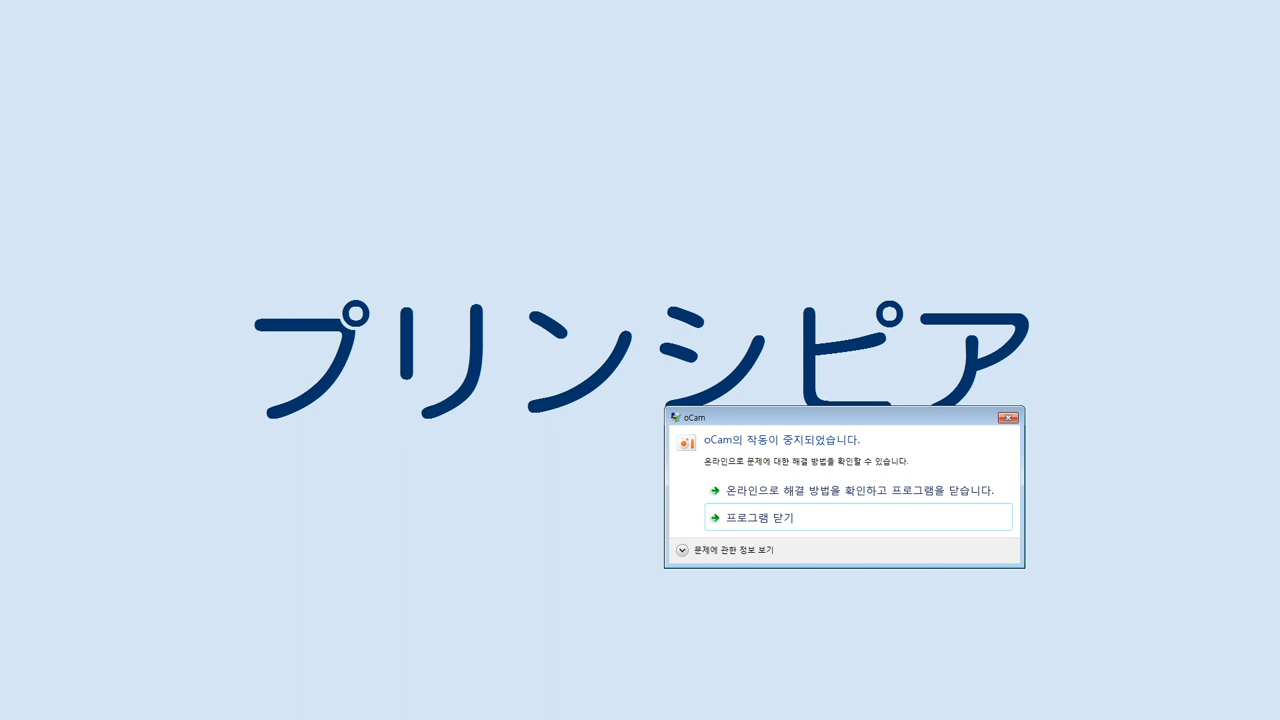 プリンシピア
oCam
oCam의 작동이 중지되었습니다.
온라인으로 문제에 대한 해결 방법을 확인할 수 있습니다.
온라인으로 해결 방법을 확인하고 프로그램을 닫습니다.
프로그램 닫기
문제에 관한 정보 보기